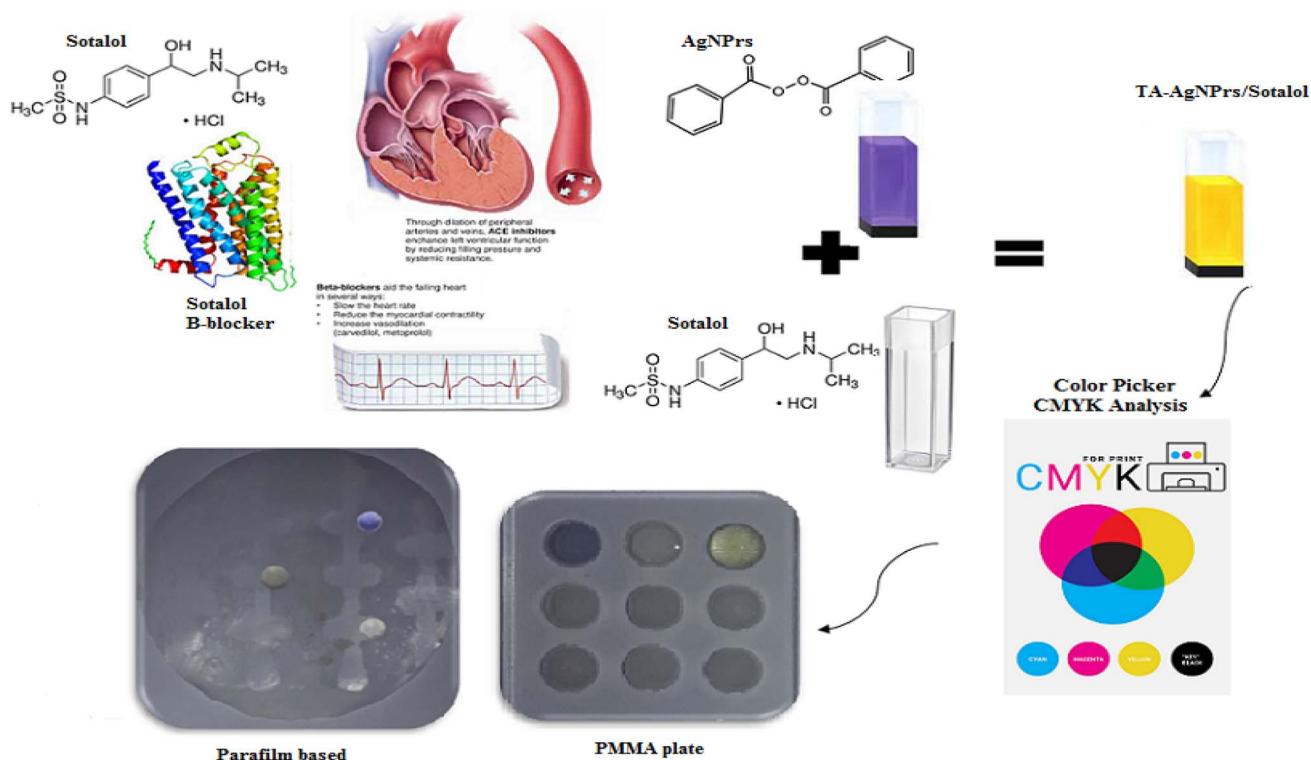 Sotalol
OH
H
N
CH₃
CH₃
O
O
S
H₃C
NH
• HCl
Sotalol
B-blocker
Through dilation of peripheral
arteries and veins, ACE inhibitors
enchance left ventricular function
by reducing filling pressure and
systemic resistance.
Beta-blockers aid the failing heart
in several ways:
• Slow the heart rate
• Reduce the myocardial contractility
• Increase vasodilation
(carvedilol, metoprolol)
AgNPrs
O
O
O
O
TA-AgNPrs/Sotalol
Sotalol
OH
H
N
CH₃
CH₃
O
O
S
H₃C
NH
• HCl
Color Picker
CMYK Analysis
FOR PRINT
CMYK
CYAN
MAGENTA
YELLOW
"KEY"
BLACK
Parafilm based
PMMA plate